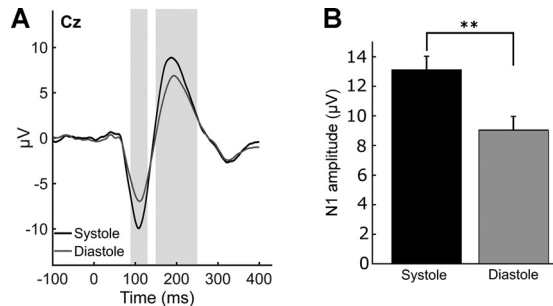 A
Cz
10
5
0
-5
-10
µV
Systole
Diastole
-100 0 100 200 300 400
Time (ms)
B
**
14
12
10
8
6
4
2
0
N1 amplitude (µV)
Systole Diastole